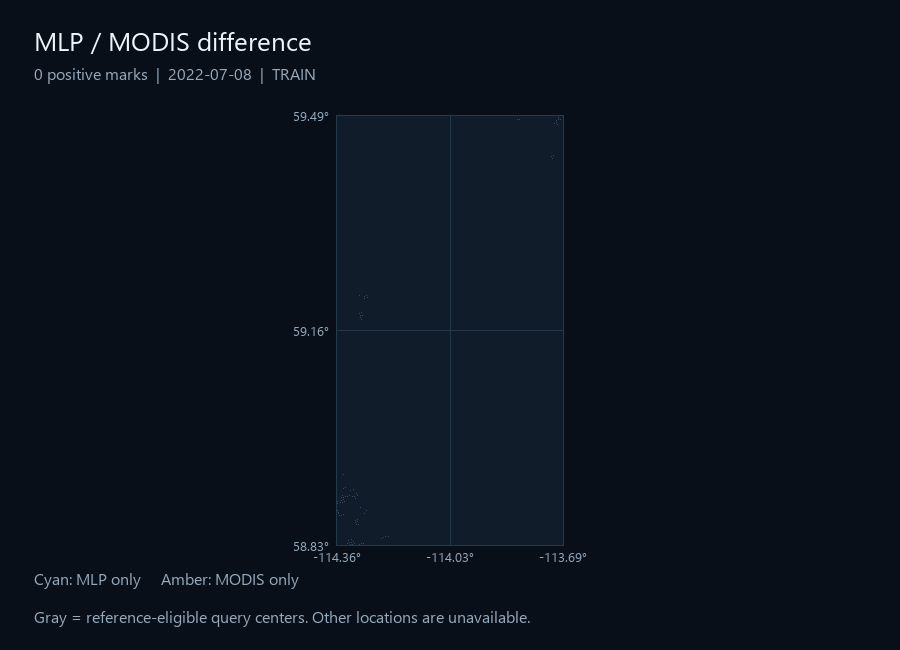 MLP / MODIS difference
0 positive marks | 2022-07-08 | TRAIN
59.49°
59.16°
58.83°
-114.36° -114.03° -113.69°
Cyan: MLP only Amber: MODIS only
Gray = reference-eligible query centers. Other locations are unavailable.